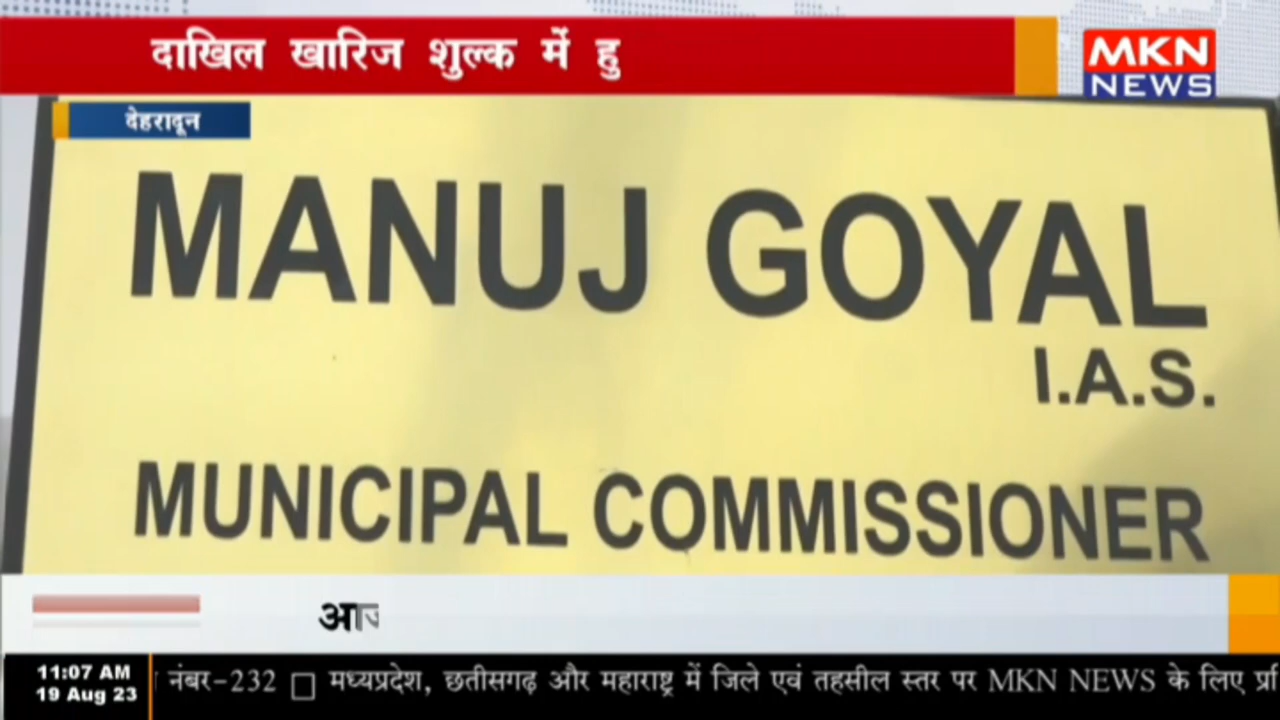 दाखिल खारिज शुल्क में हु
MKN
NEWS
देहरादून
MANUJ GOYAL
I.A.S.
MUNICIPAL COMMISSIONER
आज
11:07 AM
19 Aug 23
नंबर-232 □ मध्यप्रदेश, छतीसगढ़ और महाराष्ट्र में जिले एवं तहसील स्तर पर MKN NEWS के लिए प्रि